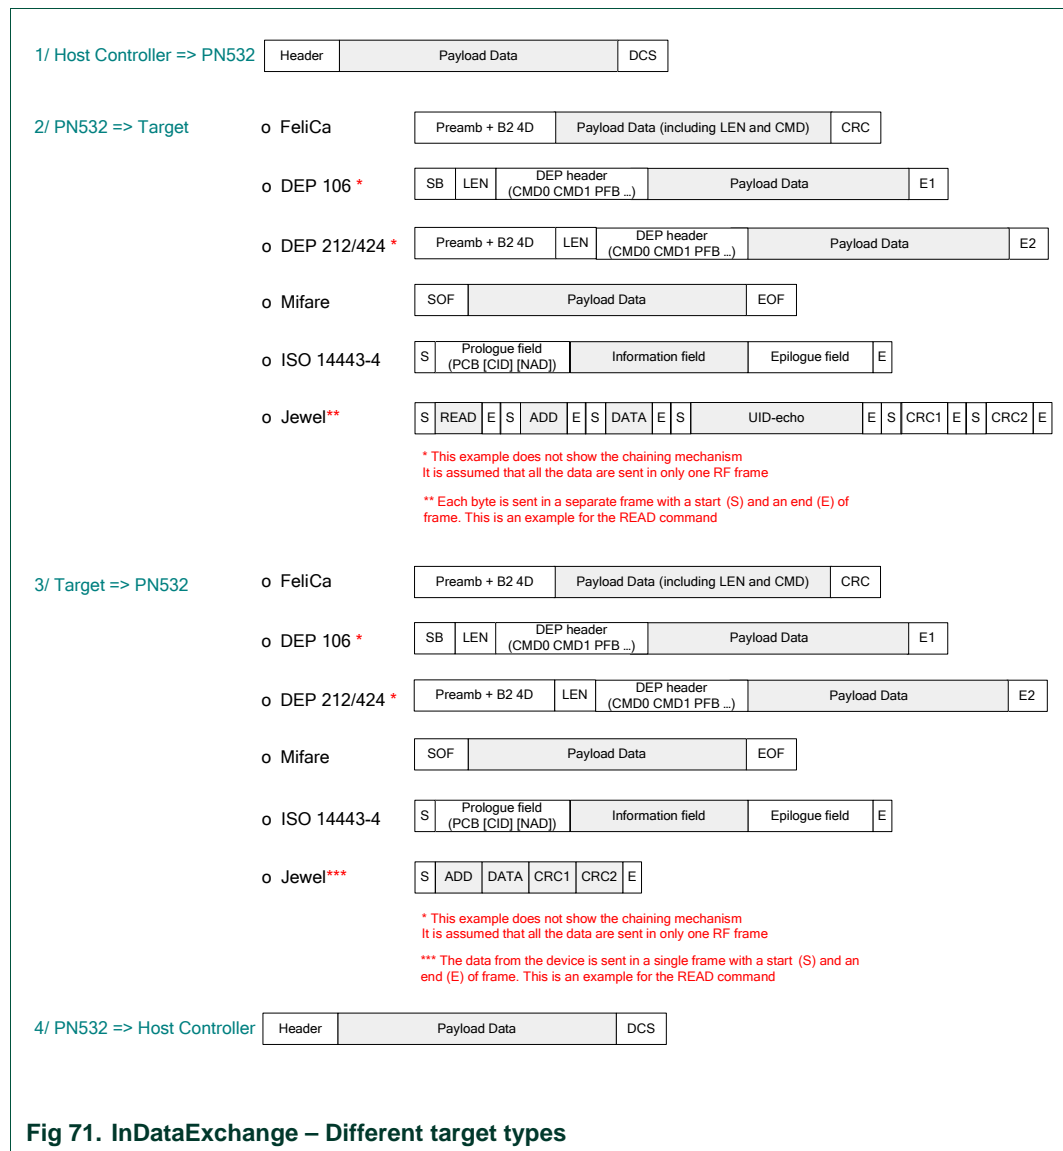 1/ Host Controller => PN532 Header Payload Data DCS
2/ PN532 => Target o FeliCa Preamb + B2 4D Payload Data (including LEN and CMD) CRC
o DEP 106 * SB LEN DEP header (CMD0 CMD1 PFB ...) Payload Data E1
o DEP 212/424 * Preamb + B2 4D LEN DEP header (CMD0 CMD1 PFB ...) Payload Data E2
o Mifare SOF Payload Data EOF
o ISO 14443-4 S Prologue field (PCB [CID] [NAD]) Information field Epilogue field E
o Jewel** S READ E S ADD E S DATA E S UID-echo E S CRC1 E S CRC2 E
* This example does not show the chaining mechanism
It is assumed that all the data are sent in only one RF frame
** Each byte is sent in a separate frame with a start (S) and an end (E) of
frame. This is an example for the READ command
3/ Target => PN532 o FeliCa Preamb + B2 4D Payload Data (including LEN and CMD) CRC
o DEP 106 * SB LEN DEP header (CMD0 CMD1 PFB ...) Payload Data E1
o DEP 212/424 * Preamb + B2 4D LEN DEP header (CMD0 CMD1 PFB ...) Payload Data E2
o Mifare SOF Payload Data EOF
o ISO 14443-4 S Prologue field (PCB [CID] [NAD]) Information field Epilogue field E
o Jewel*** S ADD DATA CRC1 CRC2 E
* This example does not show the chaining mechanism
It is assumed that all the data are sent in only one RF frame
*** The data from the device is sent in a single frame with a start (S) and an
end (E) of frame. This is an example for the READ command
4/ PN532 => Host Controller Header Payload Data DCS
Fig 71. InDataExchange – Different target types